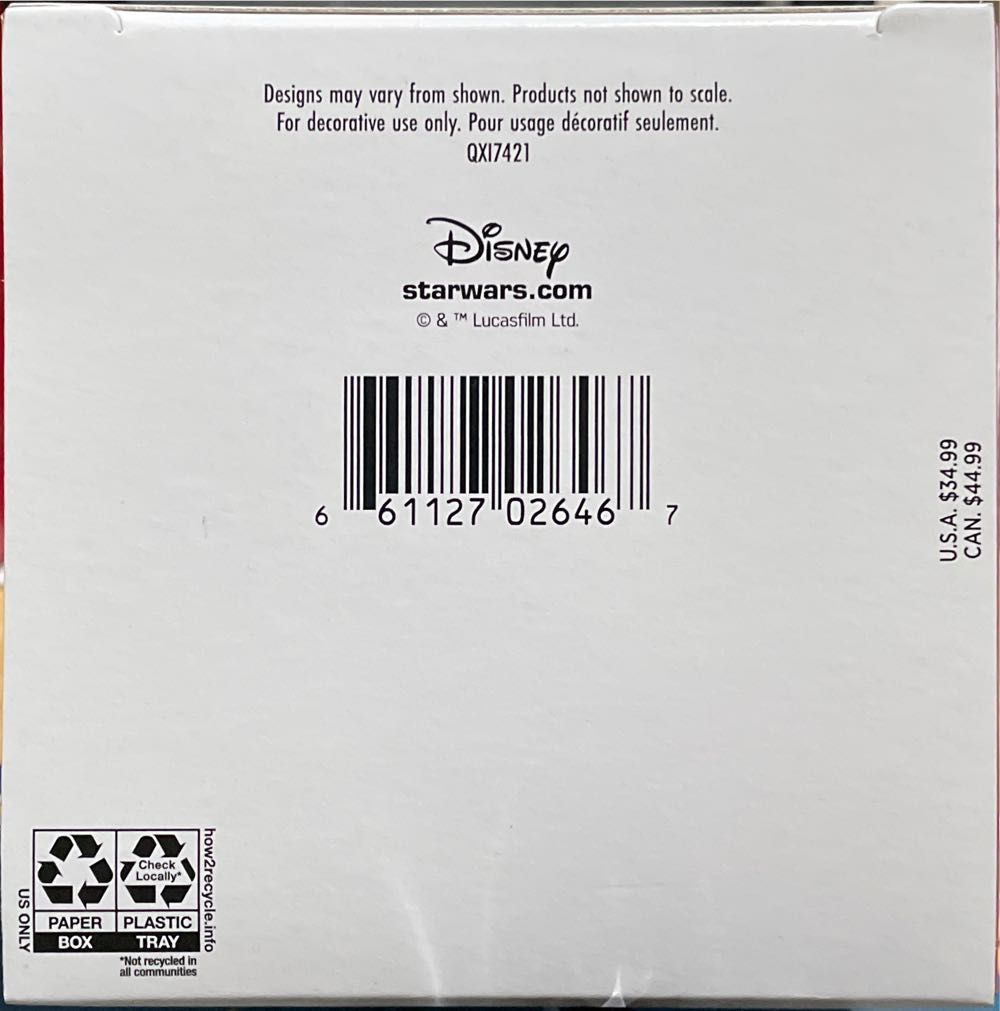 Designs may vary from shown. Products not shown to scale.
For decorative use only. Pour usage décoratif seulement.
QXI7421
Disney
starwars.com
© & ™ Lucasfilm Ltd.
6 61127 02646 7
U.S.A. $34.99
CAN. $44.99
US ONLY
Check
Locally*
PAPER
BOX
PLASTIC
TRAY
how2recycle.info
*Not recycled in
all communities